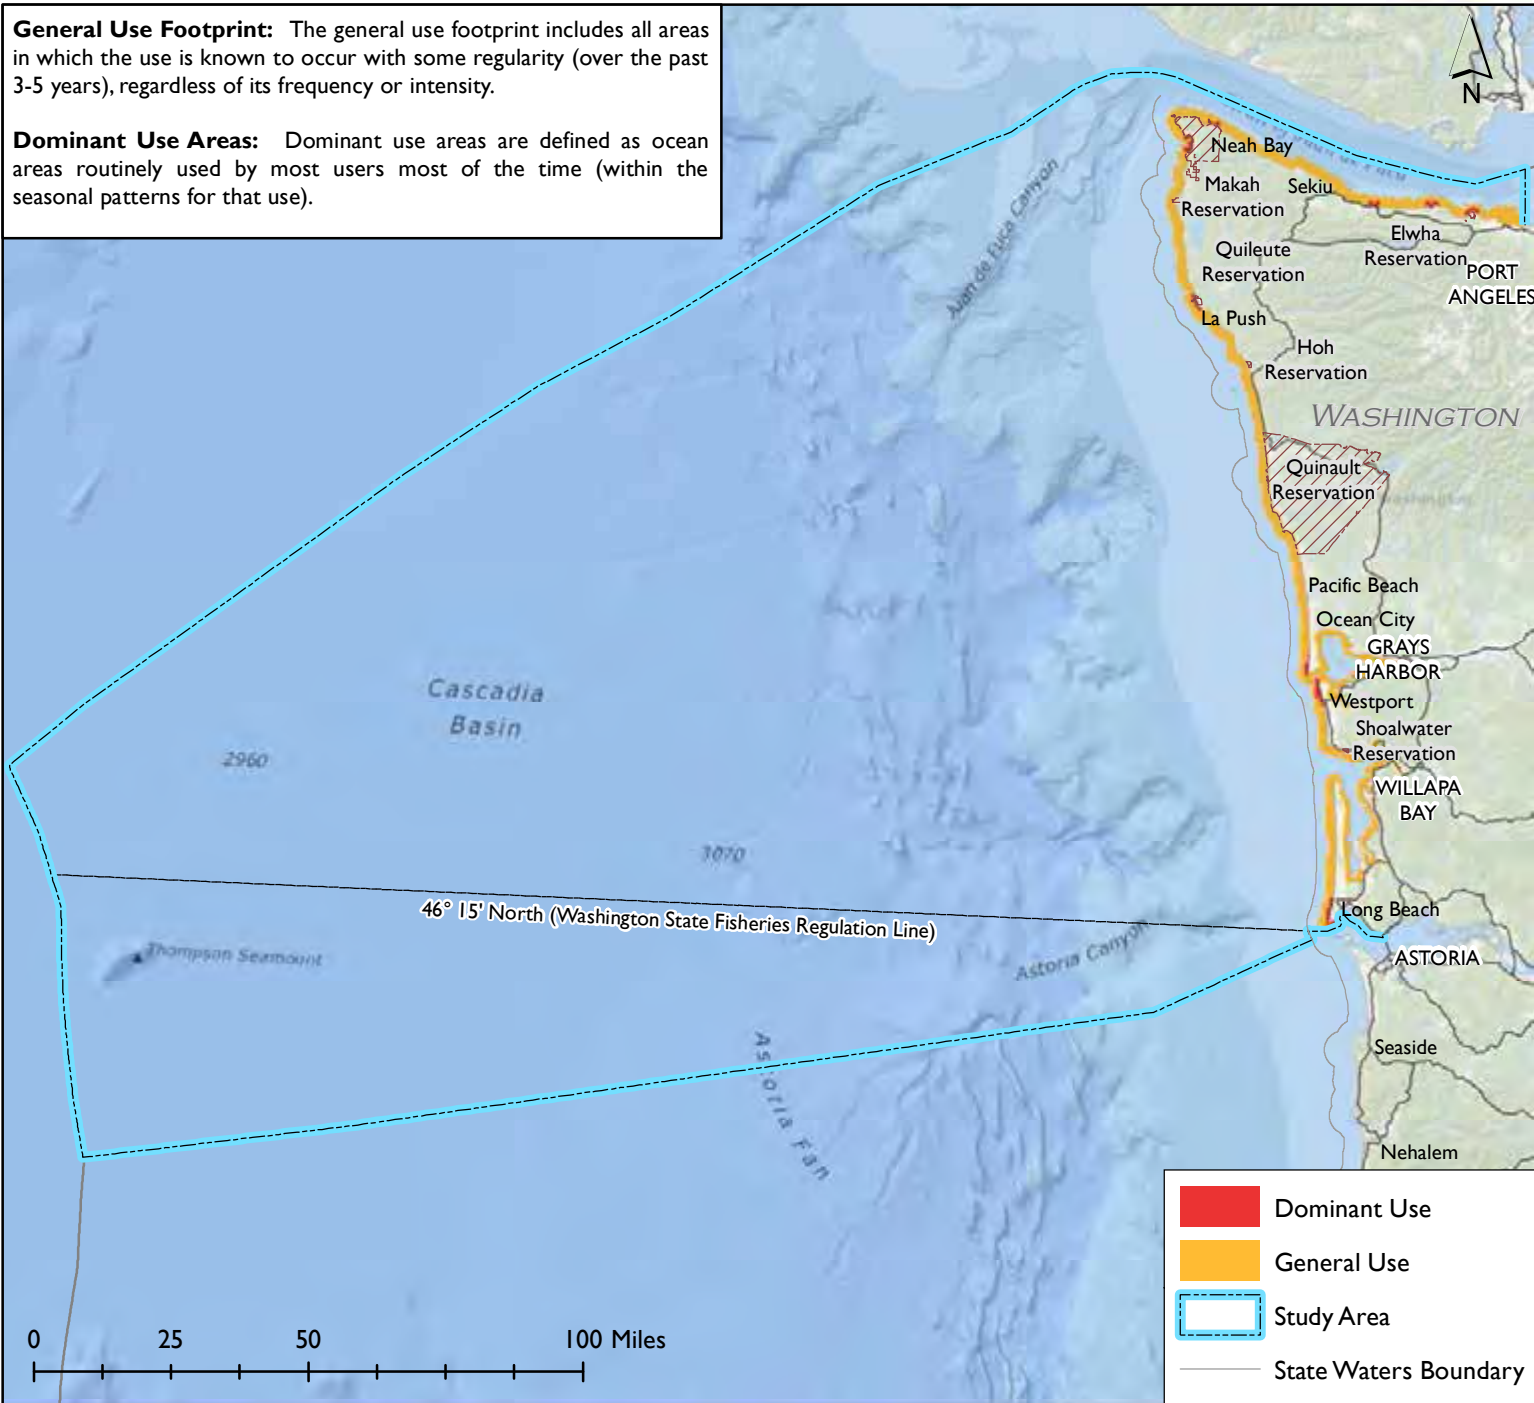 General Use Footprint: The general use footprint includes all areas
in which the use is known to occur with some regularity (over the past
3-5 years), regardless of its frequency or intensity.
Dominant Use Areas: Dominant use areas are defined as ocean
areas routinely used by most users most of the time (within the
seasonal patterns for that use).
N
Neah Bay
Makah
Reservation
Sekiu
Elwha
Reservation
PORT
ANGELES
Quileute
Reservation
La Push
Hoh
Reservation
WASHINGTON
Quinault
Reservation
Washington
Juan de Fuca Canyon
Pacific Beach
Ocean City
GRAYS
HARBOR
Westport
Shoalwater
Reservation
WILLAPA
BAY
Long Beach
ASTORIA
Seaside
Nehalem
Cascadia
Basin
2960
3070
46° 15' North (Washington State Fisheries Regulation Line)
Thompson Seamount
Astoria Canyon
Astoria Fan
0 25 50 100 Miles
Dominant Use
General Use
Study Area
State Waters Boundary